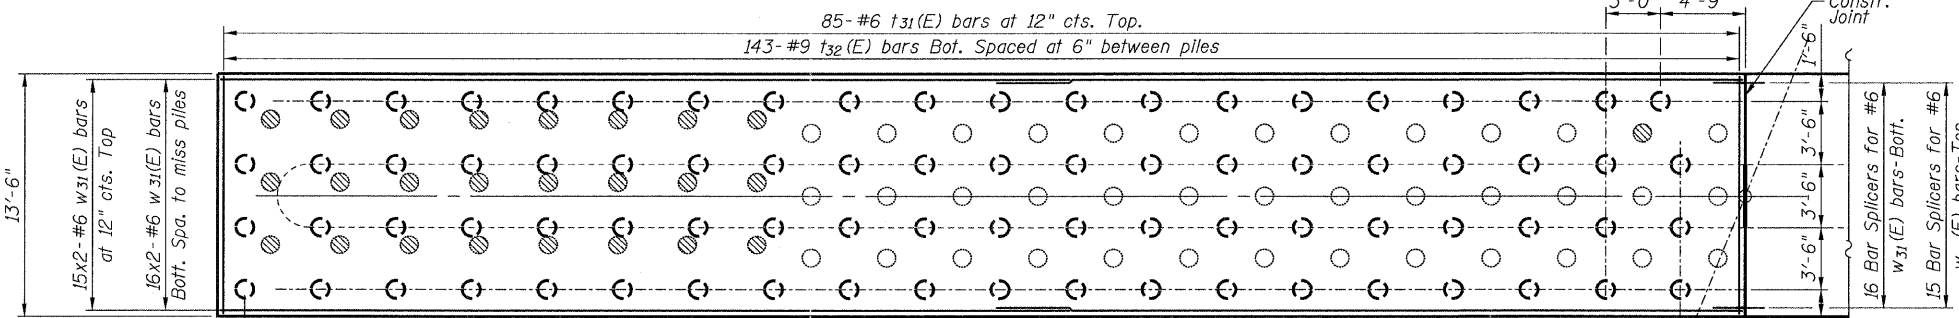 85-#6 t31(E) bars at 12" cts. Top.
143-#9 t32(E) bars Bot. Spaced at 6" between piles
4'-9"
Constr.
Joint
1'-6"
3'-6"
3'-6"
3'-6"
13'-6"
15x2-#6 w31(E) bars
at 12" cts. Top
16x2-#6 w31(E) bars
Bott. Spa. to miss piles
16 Bar Splicers for #6
w31(E) bars-Bott.
15 Bar Splicers for #6
(E) bars-Top